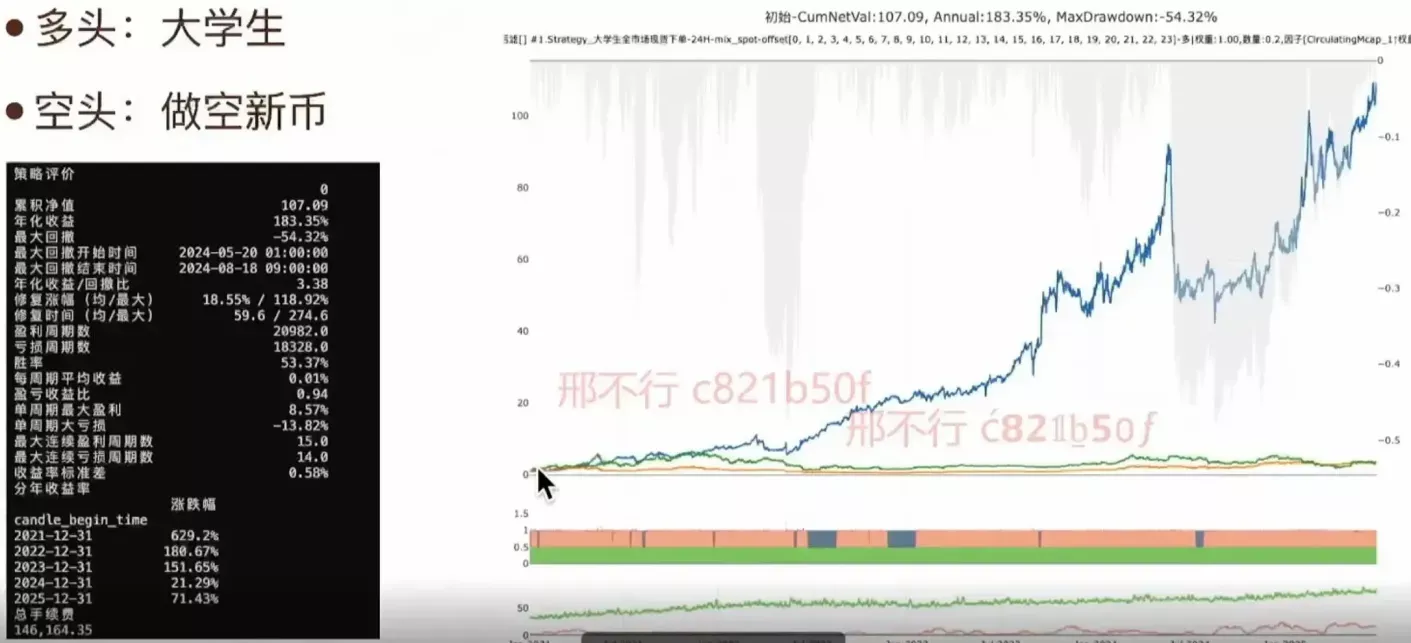 • 多头：大学生
• 空头：做空新币
策略评价
0
累积净值 107.09
年化收益 183.35%
最大回撤 -54.32%
最大回撤开始时间 2024-05-20 01:00:00
最大回撤结束时间 2024-08-18 09:00:00
年化收益/回撤比 3.38
修复涨幅（均/最大） 18.55% / 118.92%
修复时间（均/最大） 59.6 / 274.6
盈利周期数 20982.0
亏损周期数 18328.0
胜率 53.37%
每周期平均收益 0.01%
盈亏收益比 0.94
单周期最大盈利 8.57%
单周期大亏损 -13.82%
最大连续盈利周期数 15.0
最大连续亏损周期数 14.0
收益率标准差 0.58%
分年收益率
涨跌幅
candle_begin_time
2021-12-31 629.2%
2022-12-31 180.67%
2023-12-31 151.65%
2024-12-31 21.29%
2025-12-31 71.43%
总手续费
146,164.35
初始-CumNetVal:107.09, Annual:183.35%, MaxDrawdown:-54.32%
[] #1.Strategy_大学生全市场现货下单-24H-mix_spot-offset[0, 1, 2, 3, 4, 5, 6, 7, 8, 9, 10, 11, 12, 13, 14, 15, 16, 17, 18, 19, 20, 21, 22, 23]-多|权重:1.00,数量:0.2,因子[CirculatingMcap_1↑权
0
100
−0.1
80
−0.2
60
−0.3
40
−0.4
20
−0.5
0
邢不行 c821b50f
邢不行 c821b50f
1.5
1
0.5
0
50
0